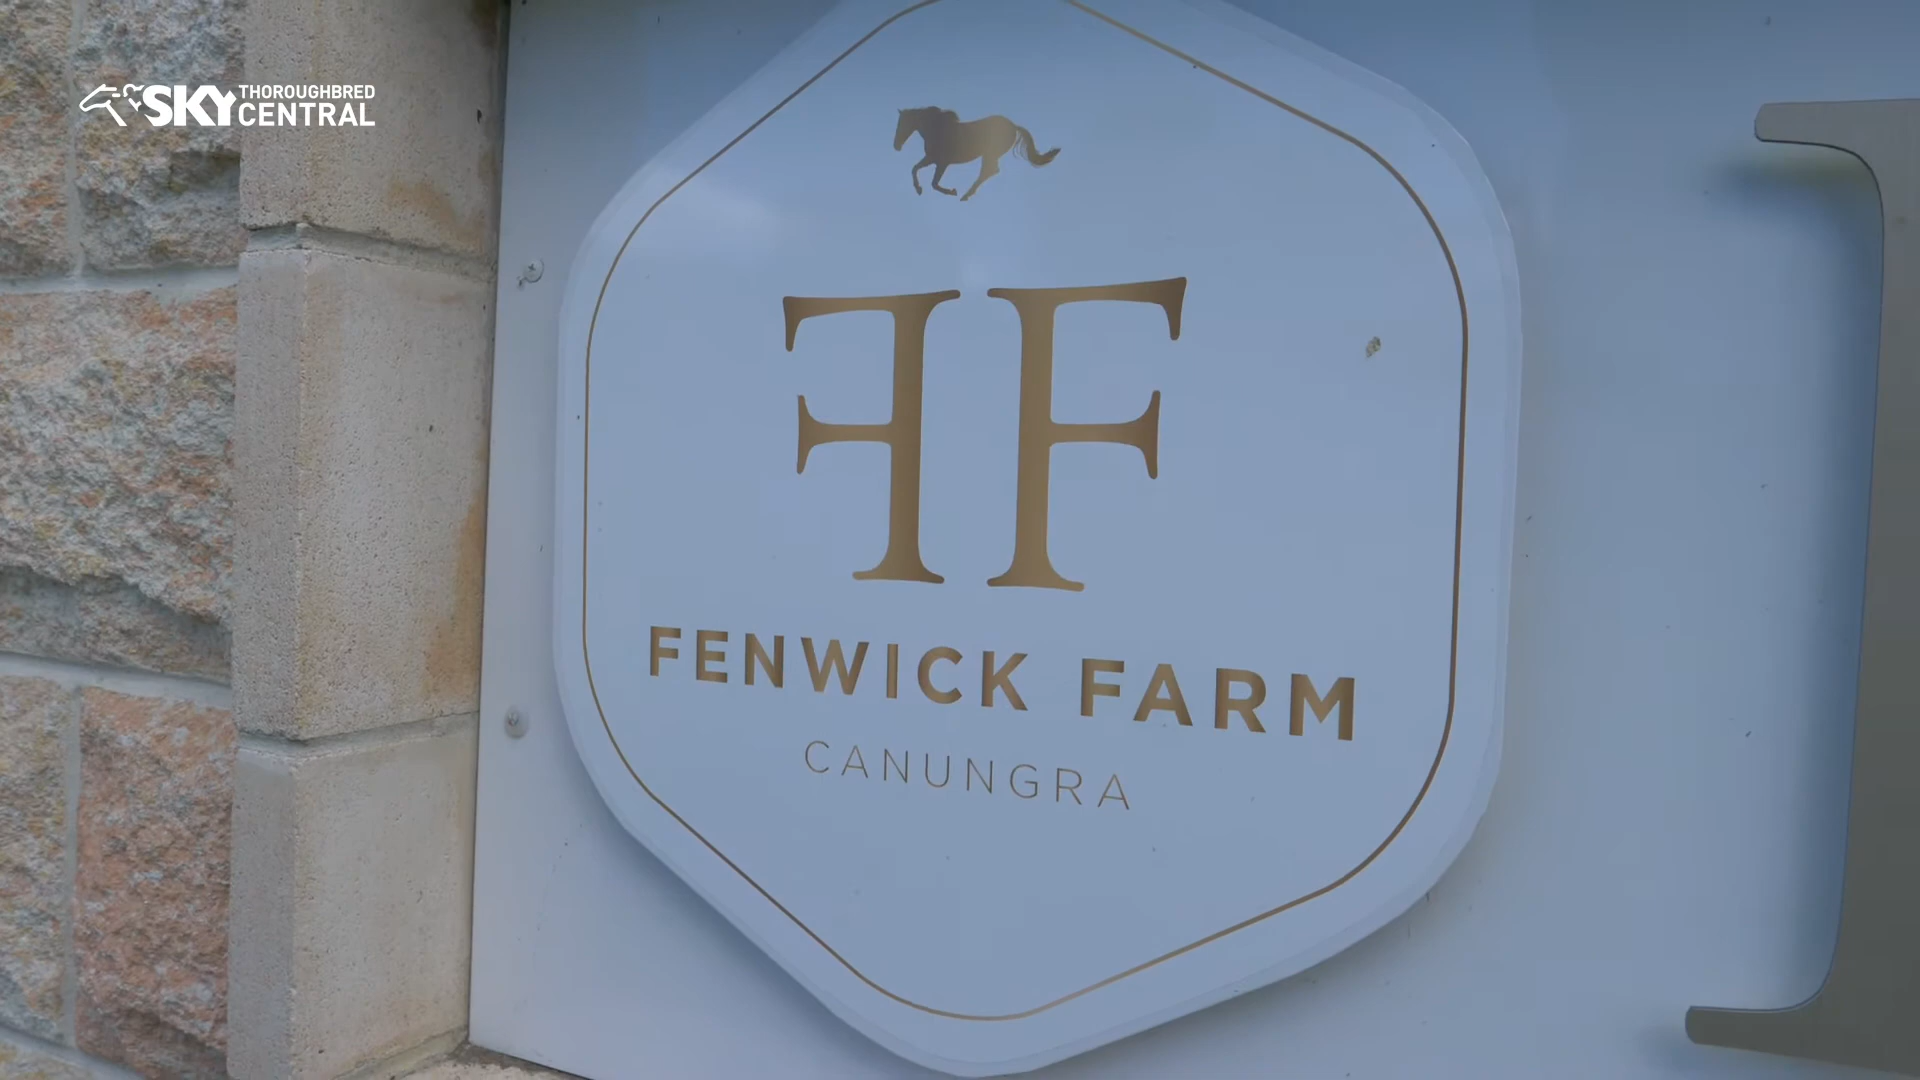 SKY THOROUGHBRED
CENTRAL
FF
FENWICK FARM
CANUNGRA